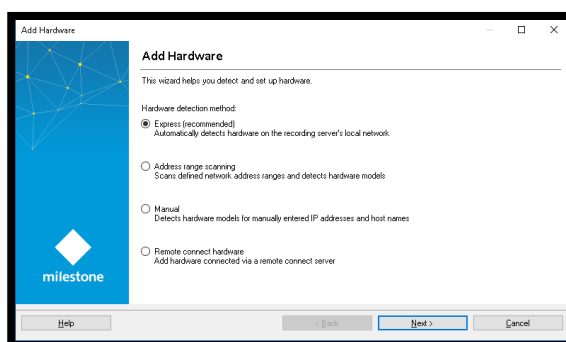 Add Hardware
Add Hardware
This wizard helps you detect and set up hardware.
Hardware detection method:
Express (recommended)
Automatically detects hardware on the recording server's local network
Address range scanning
Scans defined network address ranges and detects hardware models
Manual
Detects hardware models for manually entered IP addresses and host names
Remote connect hardware
Add hardware connected via a remote connect server
milestone
Help
< Back
Next >
Cancel